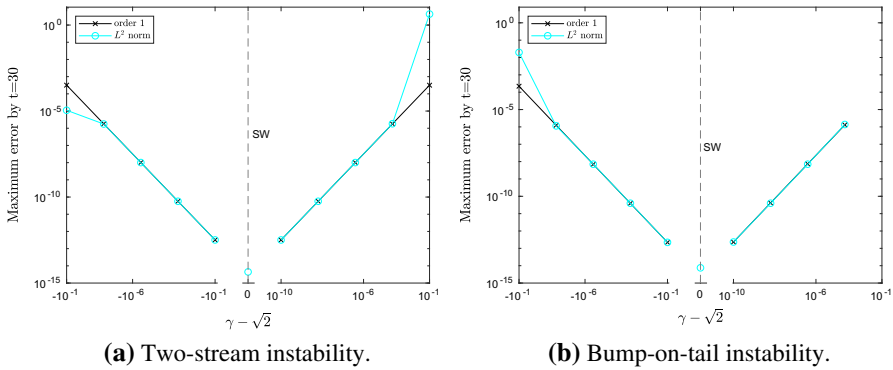 order 1
L² norm
10⁰
10⁻⁵
10⁻¹⁰
10⁻¹⁵
Maximum error by t=30
SW
-10⁻¹
-10⁻⁶
-10⁻¹
0
10⁻¹⁰
10⁻⁶
10⁻¹
γ − √2
(a) Two-stream instability.
order 1
L² norm
10⁰
10⁻⁵
10⁻¹⁰
10⁻¹⁵
Maximum error by t=30
SW
-10⁻¹
-10⁻⁶
-10⁻¹
0
10⁻¹⁰
10⁻⁶
10⁻¹
γ − √2
(b) Bump-on-tail instability.